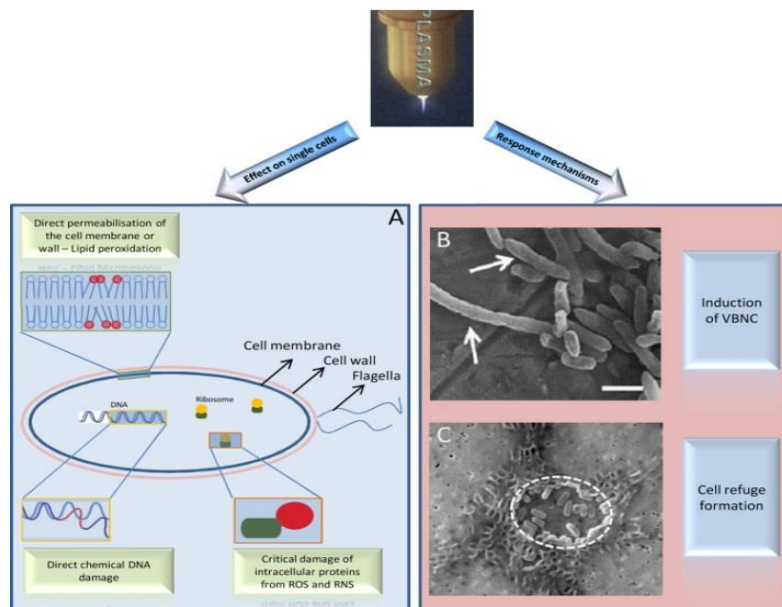 PLASMA
Effect on single cells
Response mechanisms
A
Direct permeabilisation of
the cell membrane or
wall – Lipid peroxidation
Cell membrane
Cell wall
Flagella
DNA
Ribosome
Direct chemical DNA
damage
Critical damage of
intracellular proteins
from ROS and RNS
B
Induction
of VBNC
C
Cell refuge
formation